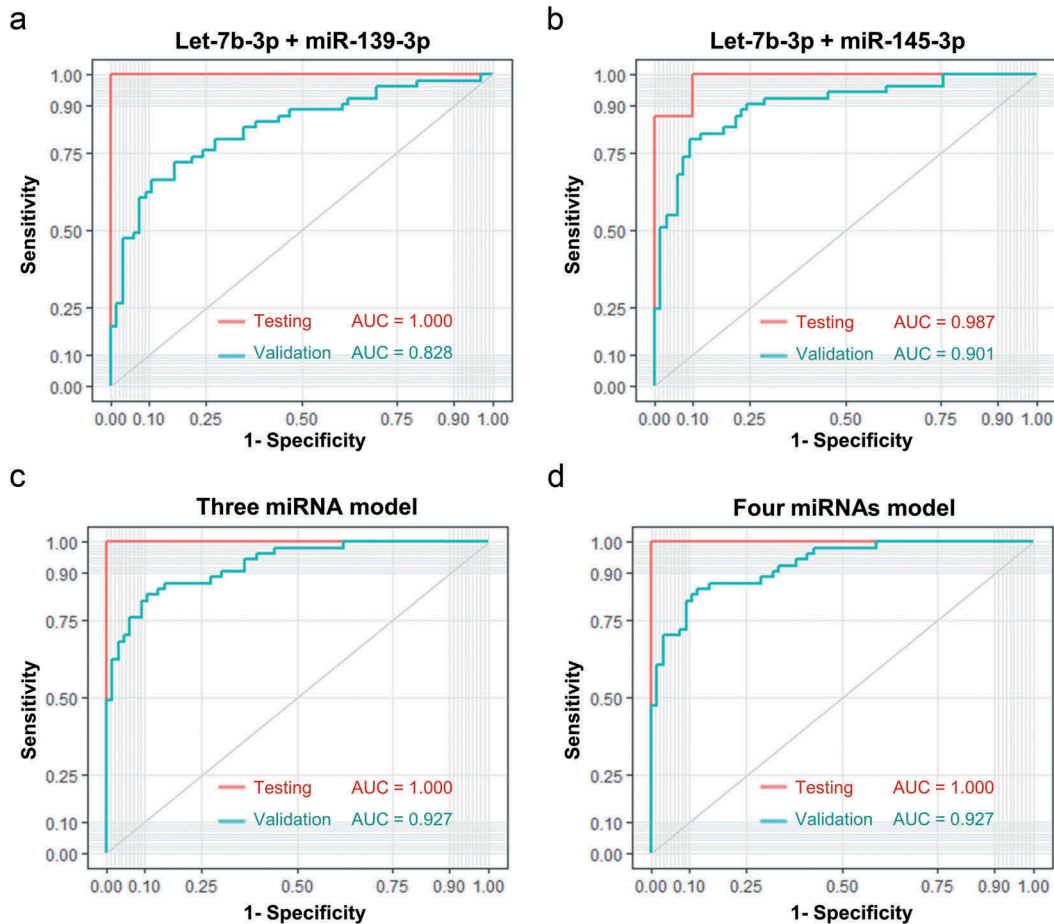 a
Let-7b-3p + miR-139-3p
1.00
0.90
0.75
0.50
0.25
0.10
0.00
Sensitivity
Testing AUC = 1.000
Validation AUC = 0.828
0.00 0.10 0.25 0.50 0.75 0.90 1.00
1- Specificity
b
Let-7b-3p + miR-145-3p
1.00
0.90
0.75
0.50
0.25
0.10
0.00
Sensitivity
Testing AUC = 0.987
Validation AUC = 0.901
0.00 0.10 0.25 0.50 0.75 0.90 1.00
1- Specificity
c
Three miRNA model
1.00
0.90
0.75
0.50
0.25
0.10
0.00
Sensitivity
Testing AUC = 1.000
Validation AUC = 0.927
0.00 0.10 0.25 0.50 0.75 0.90 1.00
1- Specificity
d
Four miRNAs model
1.00
0.90
0.75
0.50
0.25
0.10
0.00
Sensitivity
Testing AUC = 1.000
Validation AUC = 0.927
0.00 0.10 0.25 0.50 0.75 0.90 1.00
1- Specificity